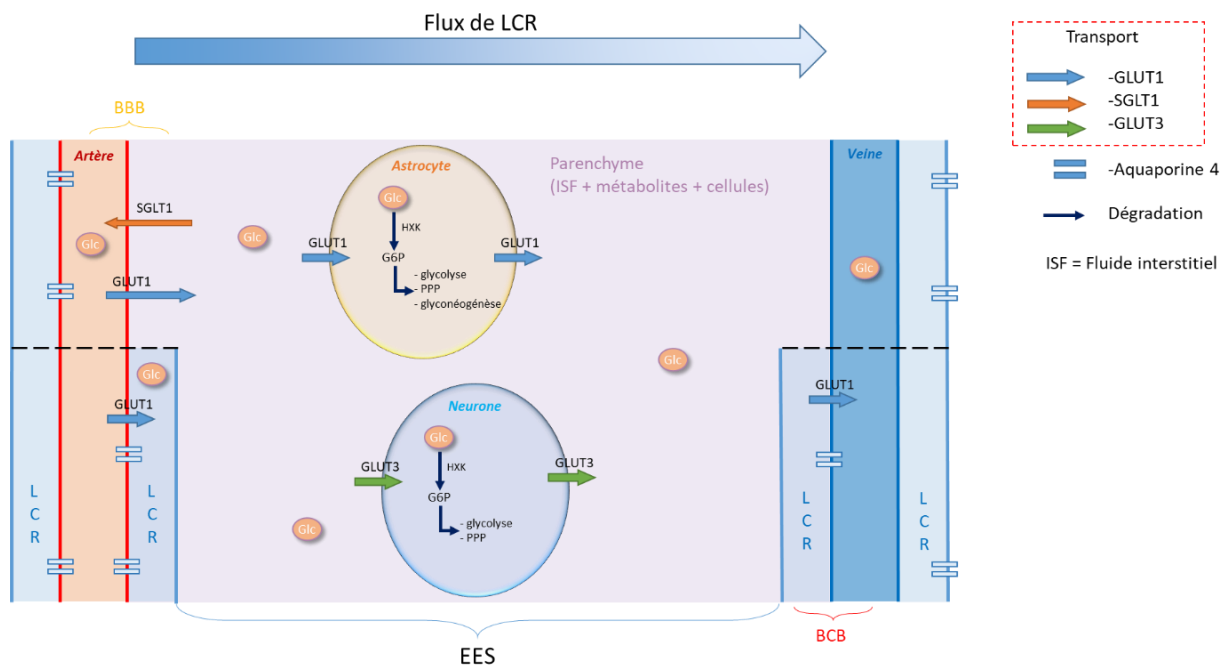 Flux de LCR
BBB
Artère
SGLT1
Glc
GLUT1
Glc
GLUT1
L
C
R
L
C
R
Glc
Astrocyte
Glc
HXK
G6P
- glycolyse
- PPP
- glyconéogénèse
GLUT1
GLUT1
Parenchyme
(ISF + métabolites + cellules)
Glc
Neurone
Glc
HXK
G6P
- glycolyse
- PPP
GLUT3
GLUT3
Glc
Veine
Glc
GLUT1
L
C
R
L
C
R
BCB
EES
Transport
-GLUT1
-SGLT1
-GLUT3
-Aquaporine 4
Dégradation
ISF = Fluide interstitiel